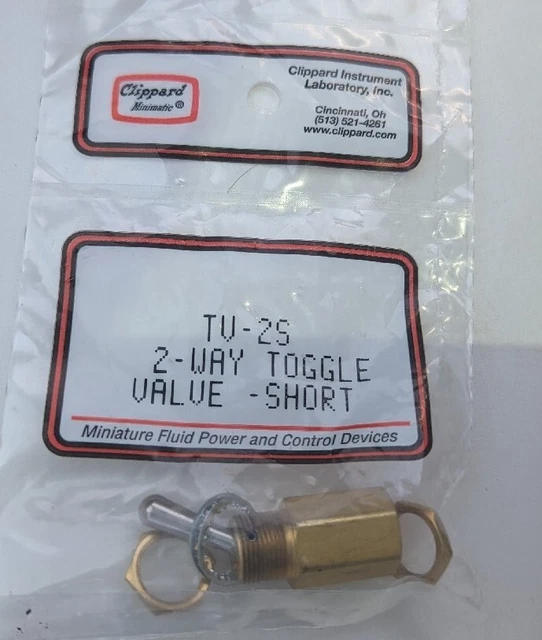 Clippard
Minimatic®
Clippard Instrument
Laboratory, Inc.
Cincinnati, Oh
(513) 521-4261
www.clippard.com
TV-2S
2-WAY TOGGLE
VALVE -SHORT
Miniature Fluid Power and Control Devices